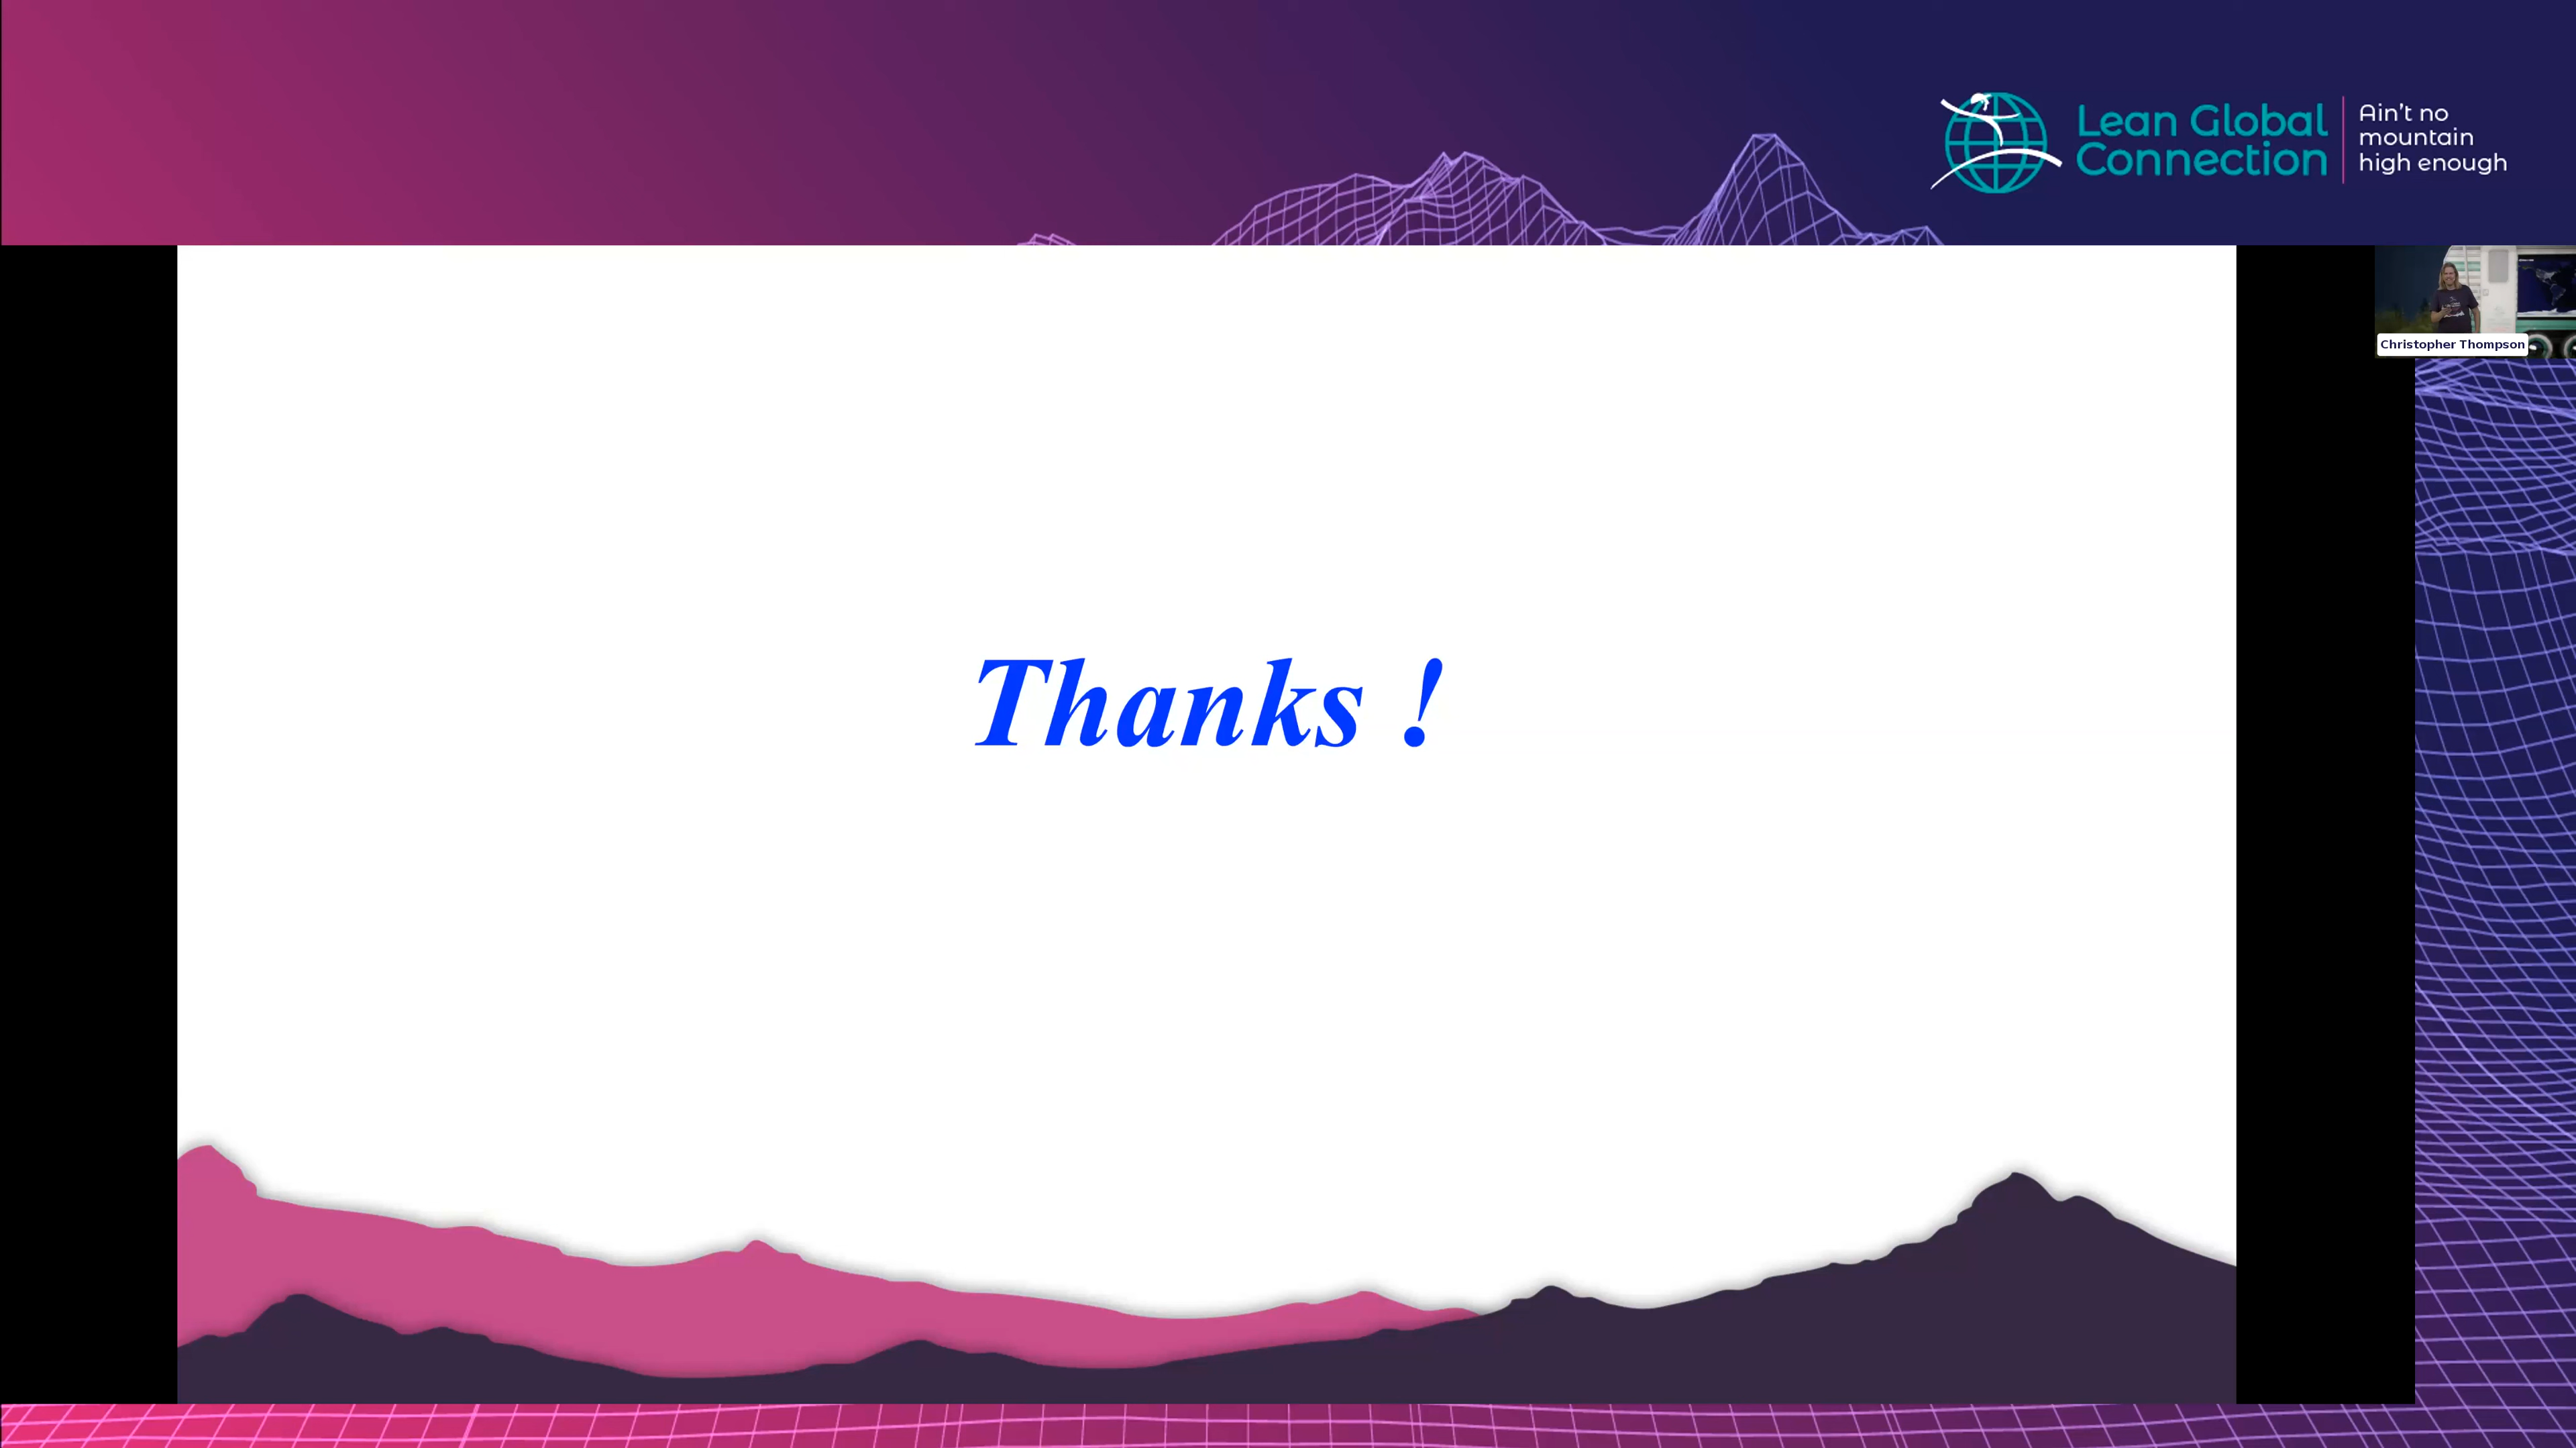 Lean Global
Connection
Ain't no
mountain
high enough
Christopher Thompson
Thanks !